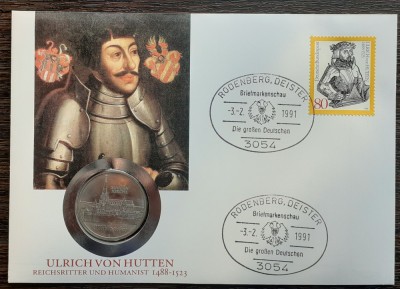 ULRICH VON HUTTEN
REICHSRITTER UND HUMANIST 1488-1523
RODENBERG, DEISTER
Briefmarkenschau
-3.-2. 1991
Die großen Deutschen
3054
80
RODENBERG, DEISTER
Briefmarkenschau
-3.-2. 1991
Die großen Deutschen
3054